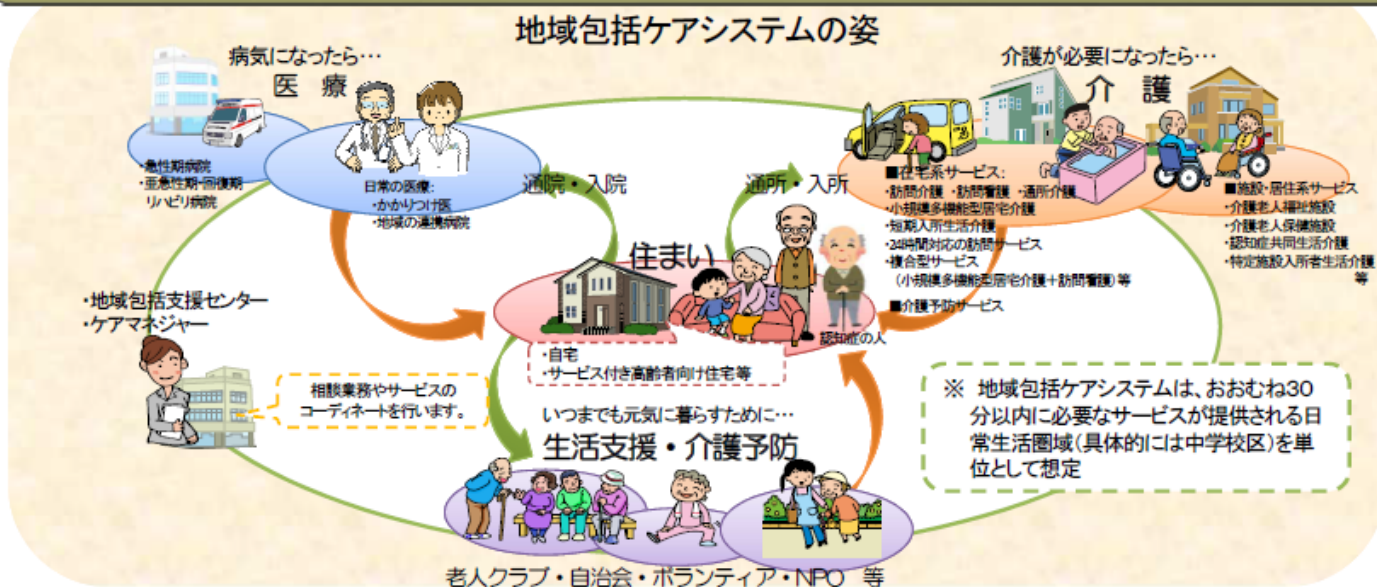 地域包括ケアシステムの姿
病気になったら…
医 療
・急性期病院
・亜急性期・回復期
リハビリ病院
日常の医療:
・かかりつけ医
・地域の連携病院
通院・入院
通所・入所
介護が必要になったら…
介 護
■在宅系サービス:
・訪問介護 ・訪問看護 ・通所介護
・小規模多機能型居宅介護
・短期入所生活介護
・24時間対応の訪問サービス
・複合型サービス
(小規模多機能型居宅介護+訪問看護)等
■介護予防サービス
■施設・居住系サービス
・介護老人福祉施設
・介護老人保健施設
・認知症共同生活介護
・特定施設入所者生活介護
等
住まい
認知症の人
・自宅
・サービス付き高齢者向け住宅等
・地域包括支援センター
・ケアマネジャー
相談業務やサービスの
コーディネートを行います。
いつまでも元気に暮らすために…
生活支援・介護予防
老人クラブ・自治会・ボランティア・NPO 等
※ 地域包括ケアシステムは、おおむね30
分以内に必要なサービスが提供される日
常生活圏域(具体的には中学校区)を単
位として想定